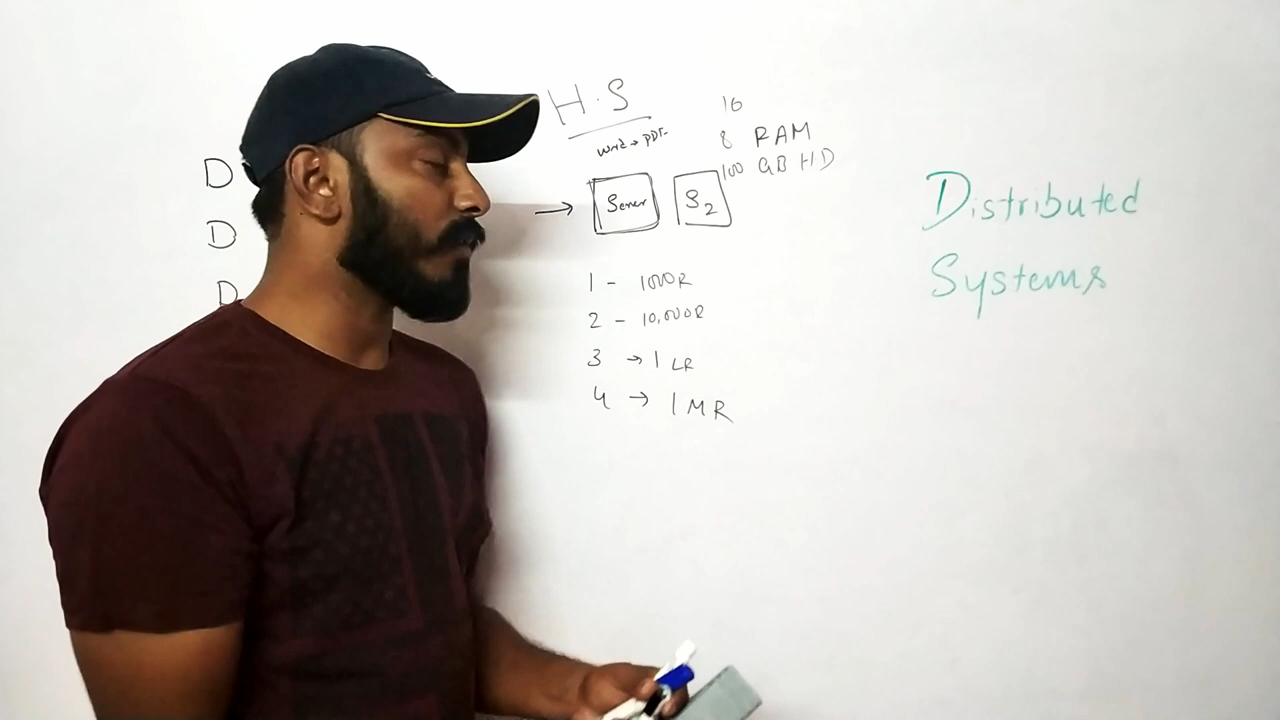 H.S
word → pdf
16
8 RAM
100 GB HD
D
D
D
→ Server S2
1 - 1000R
2 - 10,000R
3 → 1 LR
4 → 1 MR
Distributed
Systems